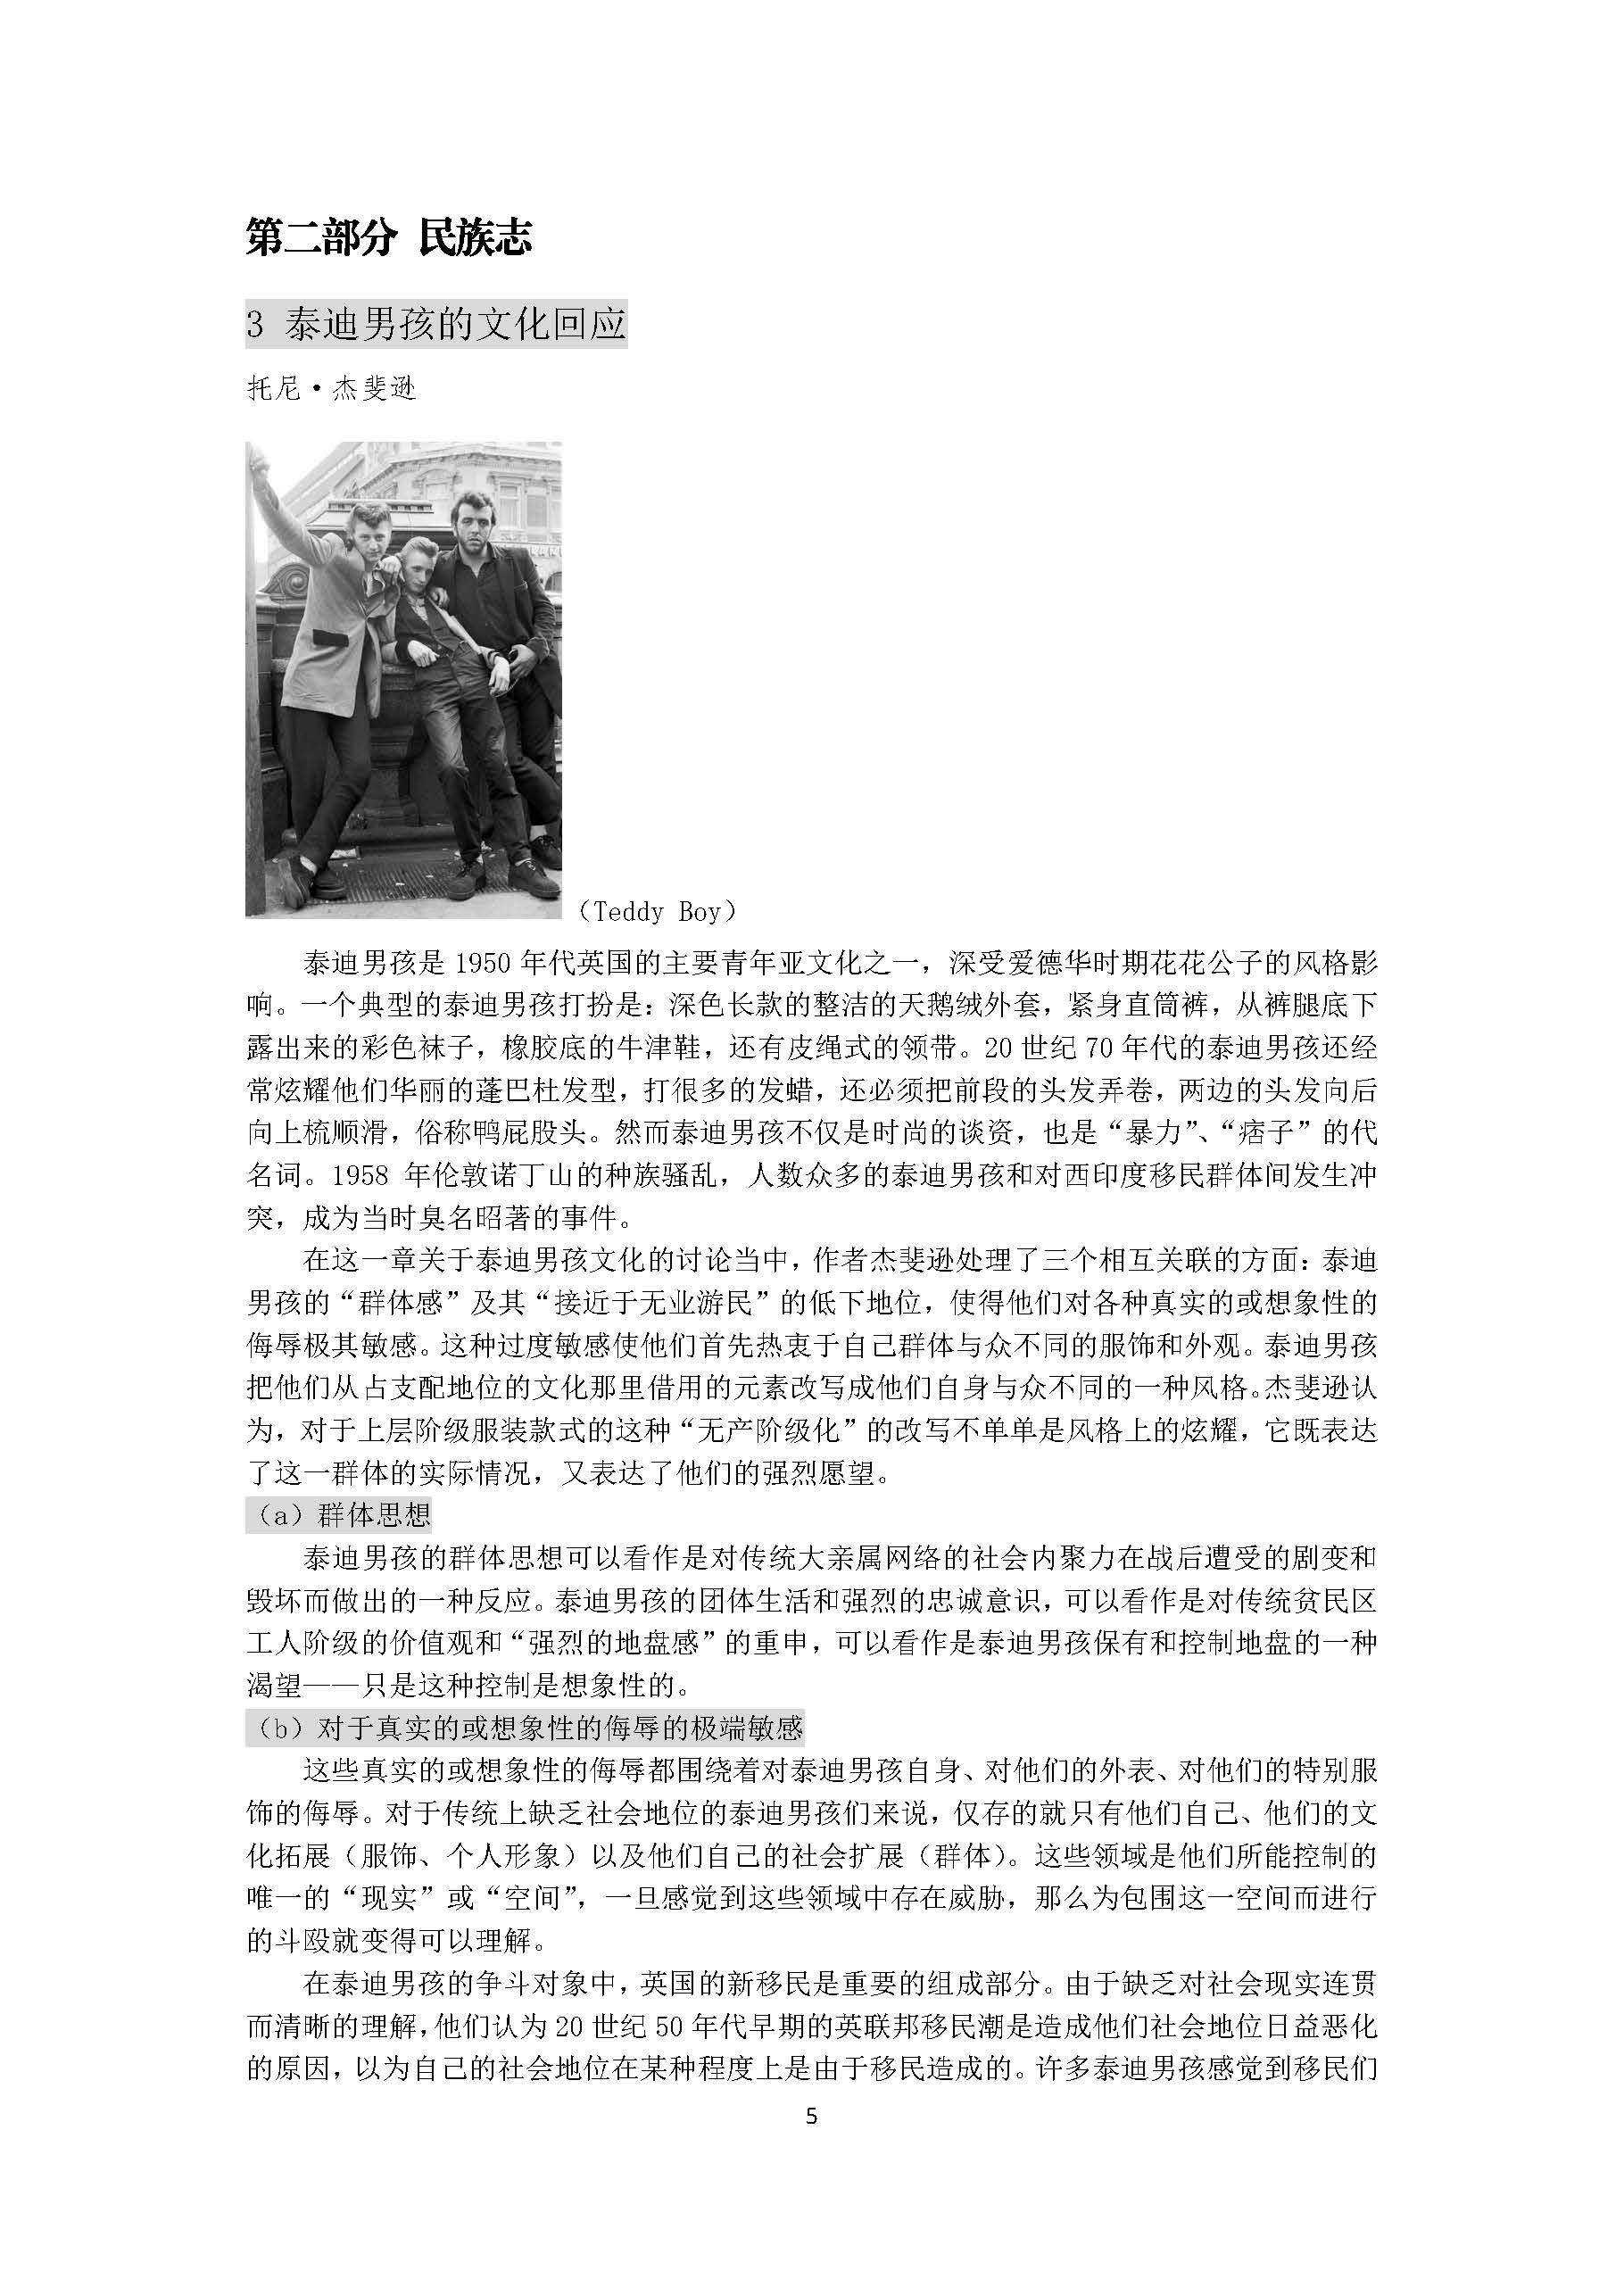 第二部分 民族志
3 泰迪男孩的文化回应
托尼·杰斐逊
（Teddy Boy）
泰迪男孩是 1950 年代英国的主要青年亚文化之一，深受爱德华时期花花公子的风格影
响。一个典型的泰迪男孩打扮是：深色长款的整洁的天鹅绒外套，紧身直筒裤，从裤腿底下
露出来的彩色袜子，橡胶底的牛津鞋，还有皮绳式的领带。20 世纪 70 年代的泰迪男孩还经
常炫耀他们华丽的蓬巴杜发型，打很多的发蜡，还必须把前段的头发弄卷，两边的头发向后
向上梳顺滑，俗称鸭屁股头。然而泰迪男孩不仅是时尚的谈资，也是“暴力”、“痞子”的代
名词。1958 年伦敦诺丁山的种族骚乱，人数众多的泰迪男孩和对西印度移民群体间发生冲
突，成为当时臭名昭著的事件。
在这一章关于泰迪男孩文化的讨论当中，作者杰斐逊处理了三个相互关联的方面：泰迪
男孩的“群体感”及其“接近于无业游民”的低下地位，使得他们对各种真实的或想象性的
侮辱极其敏感。这种过度敏感使他们首先热衷于自己群体与众不同的服饰和外观。泰迪男孩
把他们从占支配地位的文化那里借用的元素改写成他们自身与众不同的一种风格。杰斐逊认
为，对于上层阶级服装款式的这种“无产阶级化”的改写不单单是风格上的炫耀，它既表达
了这一群体的实际情况，又表达了他们的强烈愿望。
（a）群体思想
泰迪男孩的群体思想可以看作是对传统大亲属网络的社会内聚力在战后遭受的剧变和
毁坏而做出的一种反应。泰迪男孩的团体生活和强烈的忠诚意识，可以看作是对传统贫民区
工人阶级的价值观和“强烈的地盘感”的重申，可以看作是泰迪男孩保有和控制地盘的一种
渴望——只是这种控制是想象性的。
（b）对于真实的或想象性的侮辱的极端敏感
这些真实的或想象性的侮辱都围绕着对泰迪男孩自身、对他们的外表、对他们的特别服
饰的侮辱。对于传统上缺乏社会地位的泰迪男孩们来说，仅存的就只有他们自己、他们的文
化拓展（服饰、个人形象）以及他们自己的社会扩展（群体）。这些领域是他们所能控制的
唯一的“现实”或“空间”，一旦感觉到这些领域中存在威胁，那么为包围这一空间而进行
的斗殴就变得可以理解。
在泰迪男孩的争斗对象中，英国的新移民是重要的组成部分。由于缺乏对社会现实连贯
而清晰的理解，他们认为 20 世纪 50 年代早期的英联邦移民潮是造成他们社会地位日益恶化
的原因，以为自己的社会地位在某种程度上是由于移民造成的。许多泰迪男孩感觉到移民们
5